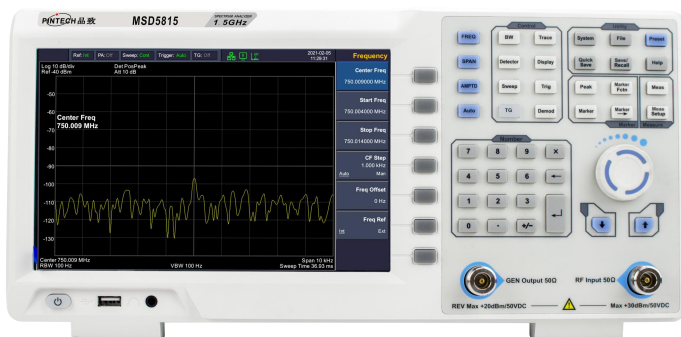 PINTECH品致
MSD5815
SPECTRUM ANALYZER
1.5GHz
Ref: Int
PA: Off
Sweep: Cont
Trigger: Auto
TG: Off
2021-02-05
11:29:31
Log 10 dB/div
Ref -40 dBm
Det PosPeak
Att 10 dB
-50
-60
-70
-80
-90
-100
-110
-120
-130
Center Freq
750.009 MHz
Center 750.009 MHz
Span 10 kHz
RBW 100 Hz
VBW 100 Hz
Sweep Time 36.93 ms
Frequency
Center Freq
750.009000 MHz
Start Freq
750.004000 MHz
Stop Freq
750.014000 MHz
CF Step
1.000 kHz
Auto Man
Freq Offset
0 Hz
Freq Ref
Int Ext
Control
Utility
FREQ
BW
Trace
System
File
Preset
SPAN
Detector
Display
Quick Save
Save/ Recall
Help
AMPTD
Sweep
Trig
Peak
Marker Fctn
Meas
Auto
TG
Demod
Marker
Marker →
Meas Setup
Marker
Measure
Number
7
8
9
×
4
5
6
←
1
2
3
0
·
+/-
GEN Output 50Ω
RF Input 50Ω
REV Max +20dBm/50VDC
Max +30dBm/50VDC